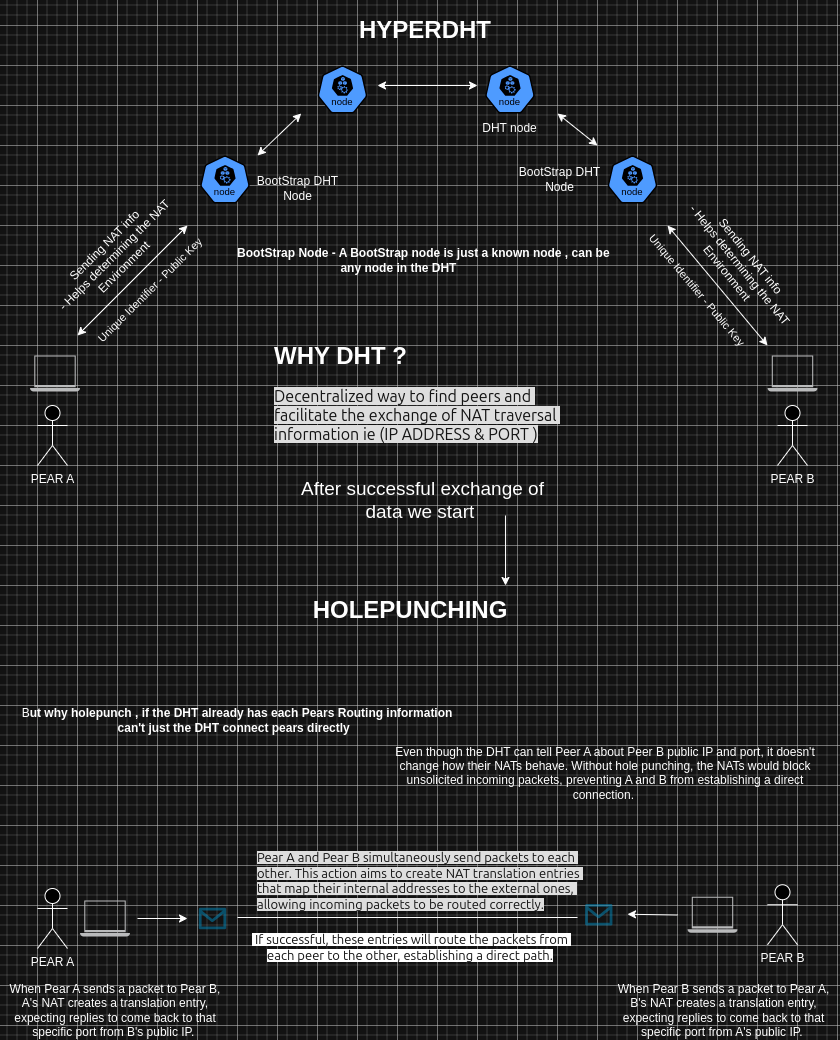 HYPERDHT
node
node
DHT node
node
BootStrap DHT
Node
BootStrap DHT
Node
node
Sending NAT info
- Helps determining the NAT
Environment
Unique Identifier - Public Key
Sending NAT info
- Helps determining the NAT
Environment
Unique Identifier - Public Key
BootStrap Node - A BootStrap node is just a known node , can be
any node in the DHT
WHY DHT ?
Decentralized way to find peers and
facilitate the exchange of NAT traversal
information ie (IP ADDRESS & PORT )
PEAR A
PEAR B
After successful exchange of
data we start
HOLEPUNCHING
But why holepunch , if the DHT already has each Pears Routing information
can't just the DHT connect pears directly
Even though the DHT can tell Peer A about Peer B public IP and port, it doesn't
change how their NATs behave. Without hole punching, the NATs would block
unsolicited incoming packets, preventing A and B from establishing a direct
connection.
Pear A and Pear B simultaneously send packets to each
other. This action aims to create NAT translation entries
that map their internal addresses to the external ones,
allowing incoming packets to be routed correctly.
If successful, these entries will route the packets from
each peer to the other, establishing a direct path.
PEAR A
PEAR B
When Pear A sends a packet to Pear B,
A's NAT creates a translation entry,
expecting replies to come back to that
specific port from B's public IP.
When Pear B sends a packet to Pear A,
B's NAT creates a translation entry,
expecting replies to come back to that
specific port from A's public IP.